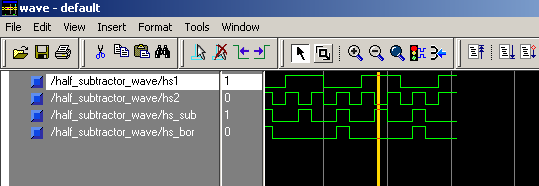 wave - default
File Edit View Insert Format Tools Window
/half_subtractor_wave/hs1 1
/half_subtractor_wave/hs2 0
/half_subtractor_wave/hs_sub 1
/half_subtractor_wave/hs_bor 0